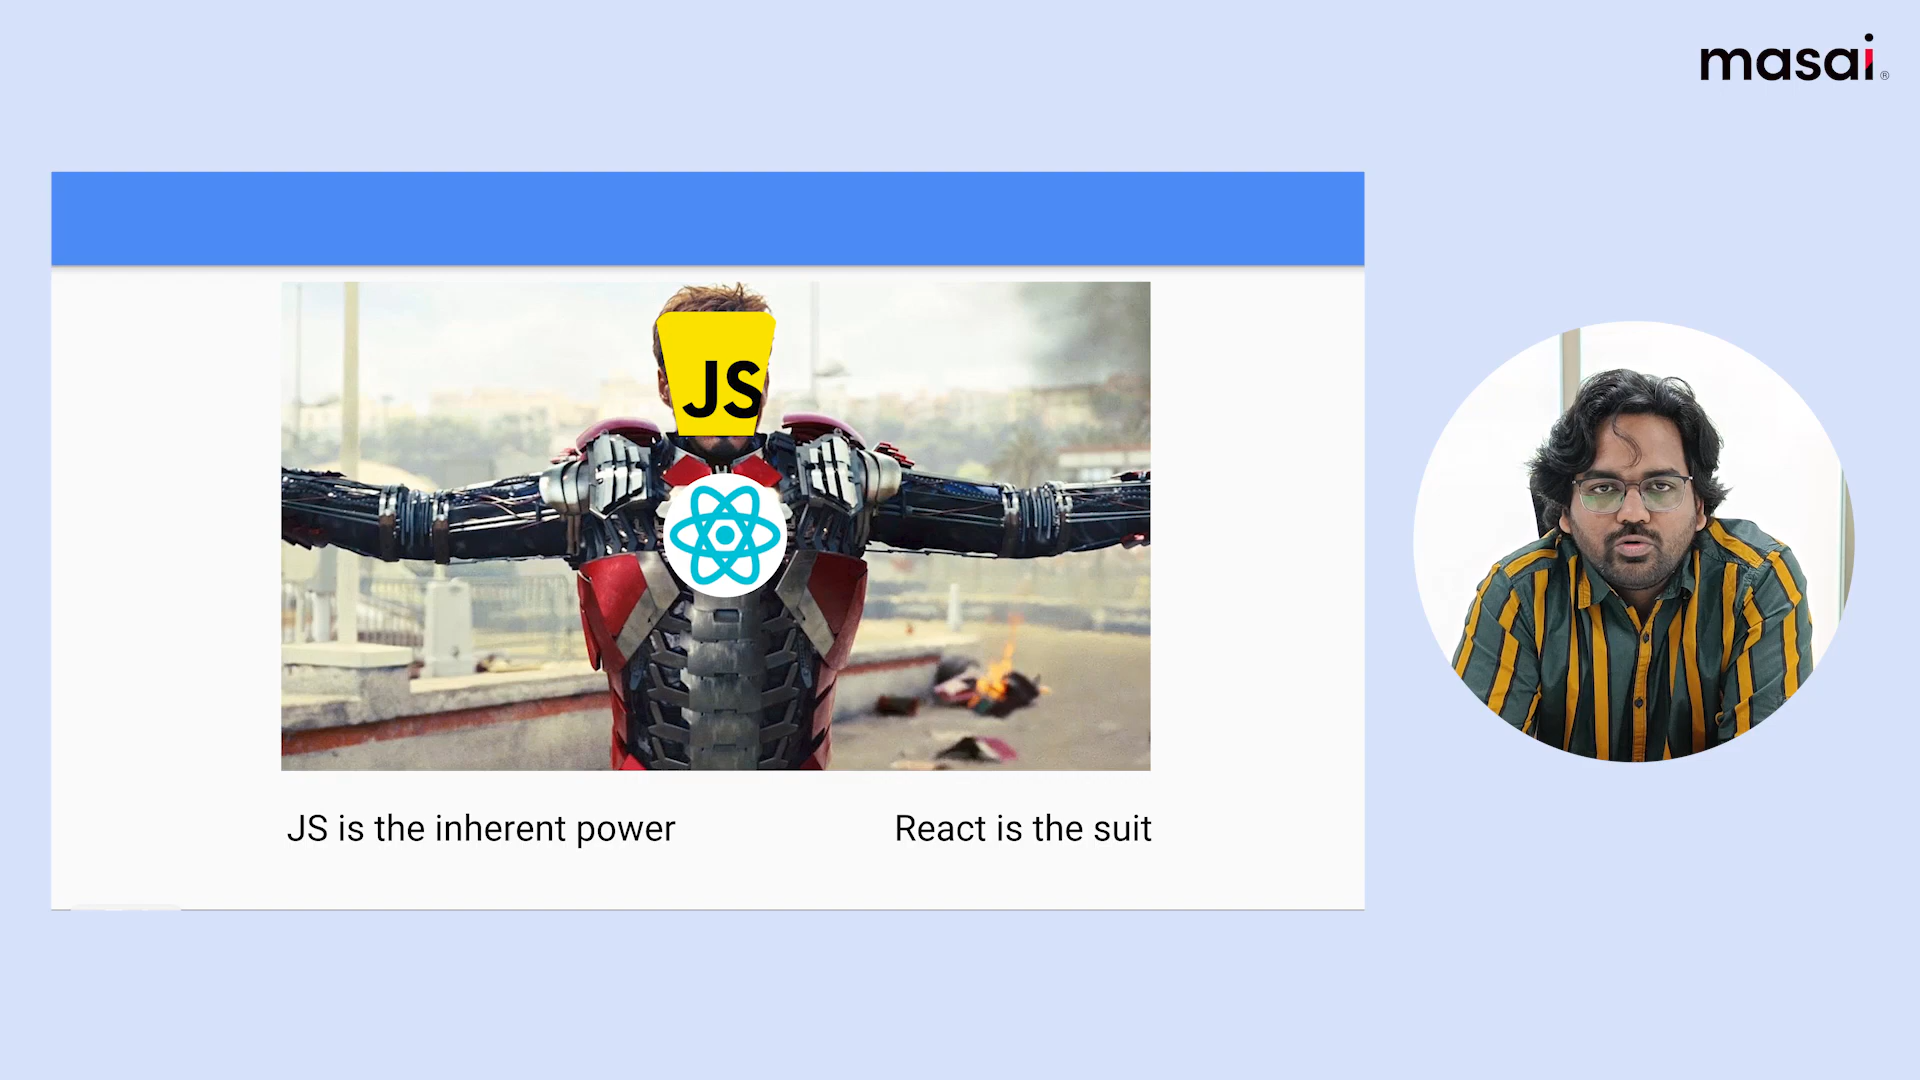 masai®
JS
JS is the inherent power
React is the suit